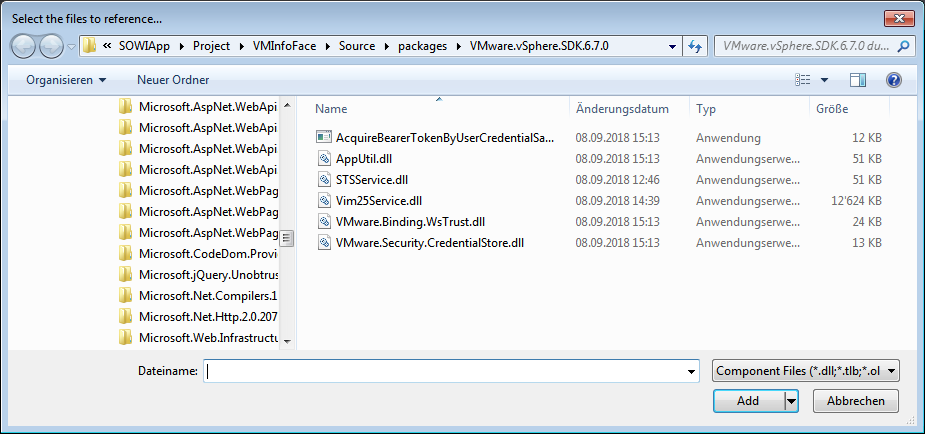 Select the files to reference...
SOWIApp ▸ Project ▸ VMInfoFace ▸ Source ▸ packages ▸ VMware.vSphere.SDK.6.7.0
VMware.vSphere.SDK.6.7.0 du...
Organisieren Neuer Ordner
Microsoft.AspNet.WebApi
Microsoft.AspNet.WebApi
Microsoft.AspNet.WebApi
Microsoft.AspNet.WebApi
Microsoft.AspNet.WebPag
Microsoft.AspNet.WebPag
Microsoft.AspNet.WebPag
Microsoft.CodeDom.Provi
Microsoft.jQuery.Unobtrus
Microsoft.Net.Compilers.1
Microsoft.Net.Http.2.0.207
Microsoft.Web.Infrastructu
Name Änderungsdatum Typ Größe
AcquireBearerTokenByUserCredentialSa... 08.09.2018 15:13 Anwendung 12 KB
AppUtil.dll 08.09.2018 15:13 Anwendungserwe... 51 KB
STSService.dll 08.09.2018 12:46 Anwendungserwe... 51 KB
Vim25Service.dll 08.09.2018 14:39 Anwendungserwe... 12'624 KB
VMware.Binding.WsTrust.dll 08.09.2018 15:13 Anwendungserwe... 24 KB
VMware.Security.CredentialStore.dll 08.09.2018 15:13 Anwendungserwe... 13 KB
Dateiname:
Component Files (*.dll;*.tlb;*.ol
Add Abbrechen